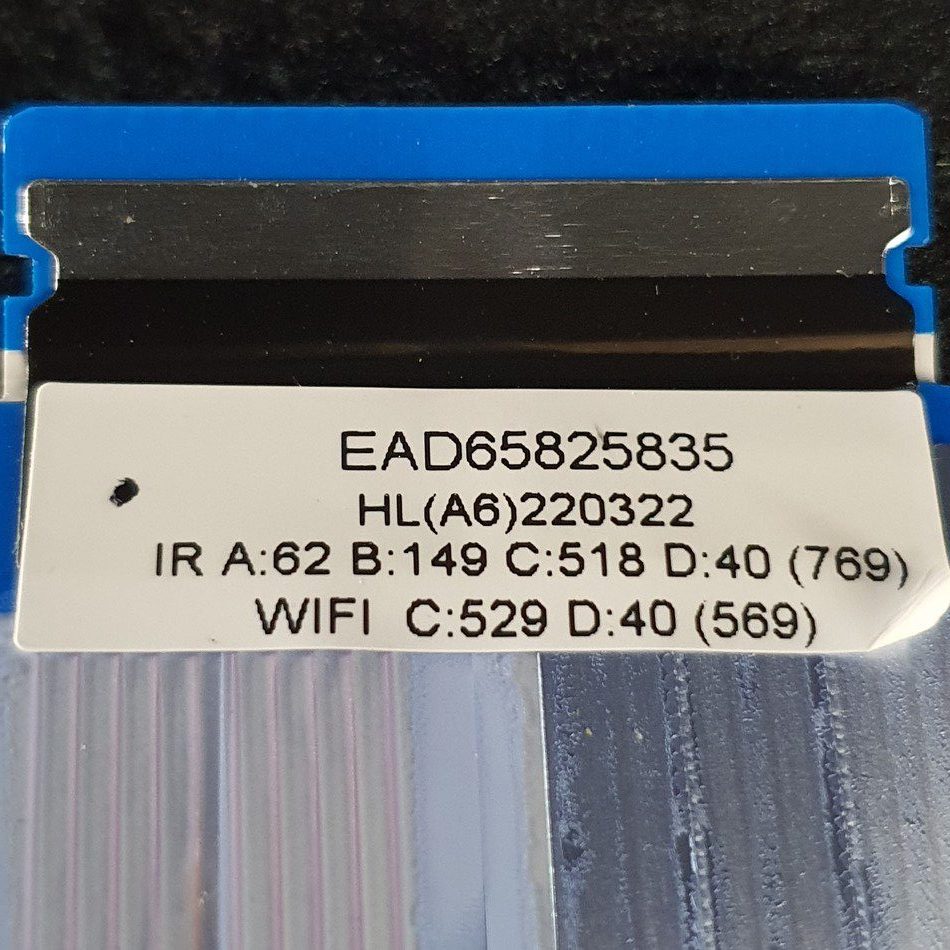 EAD65825835
HL(A6)220322
IR A:62 B:149 C:518 D:40 (769)
WIFI C:529 D:40 (569)